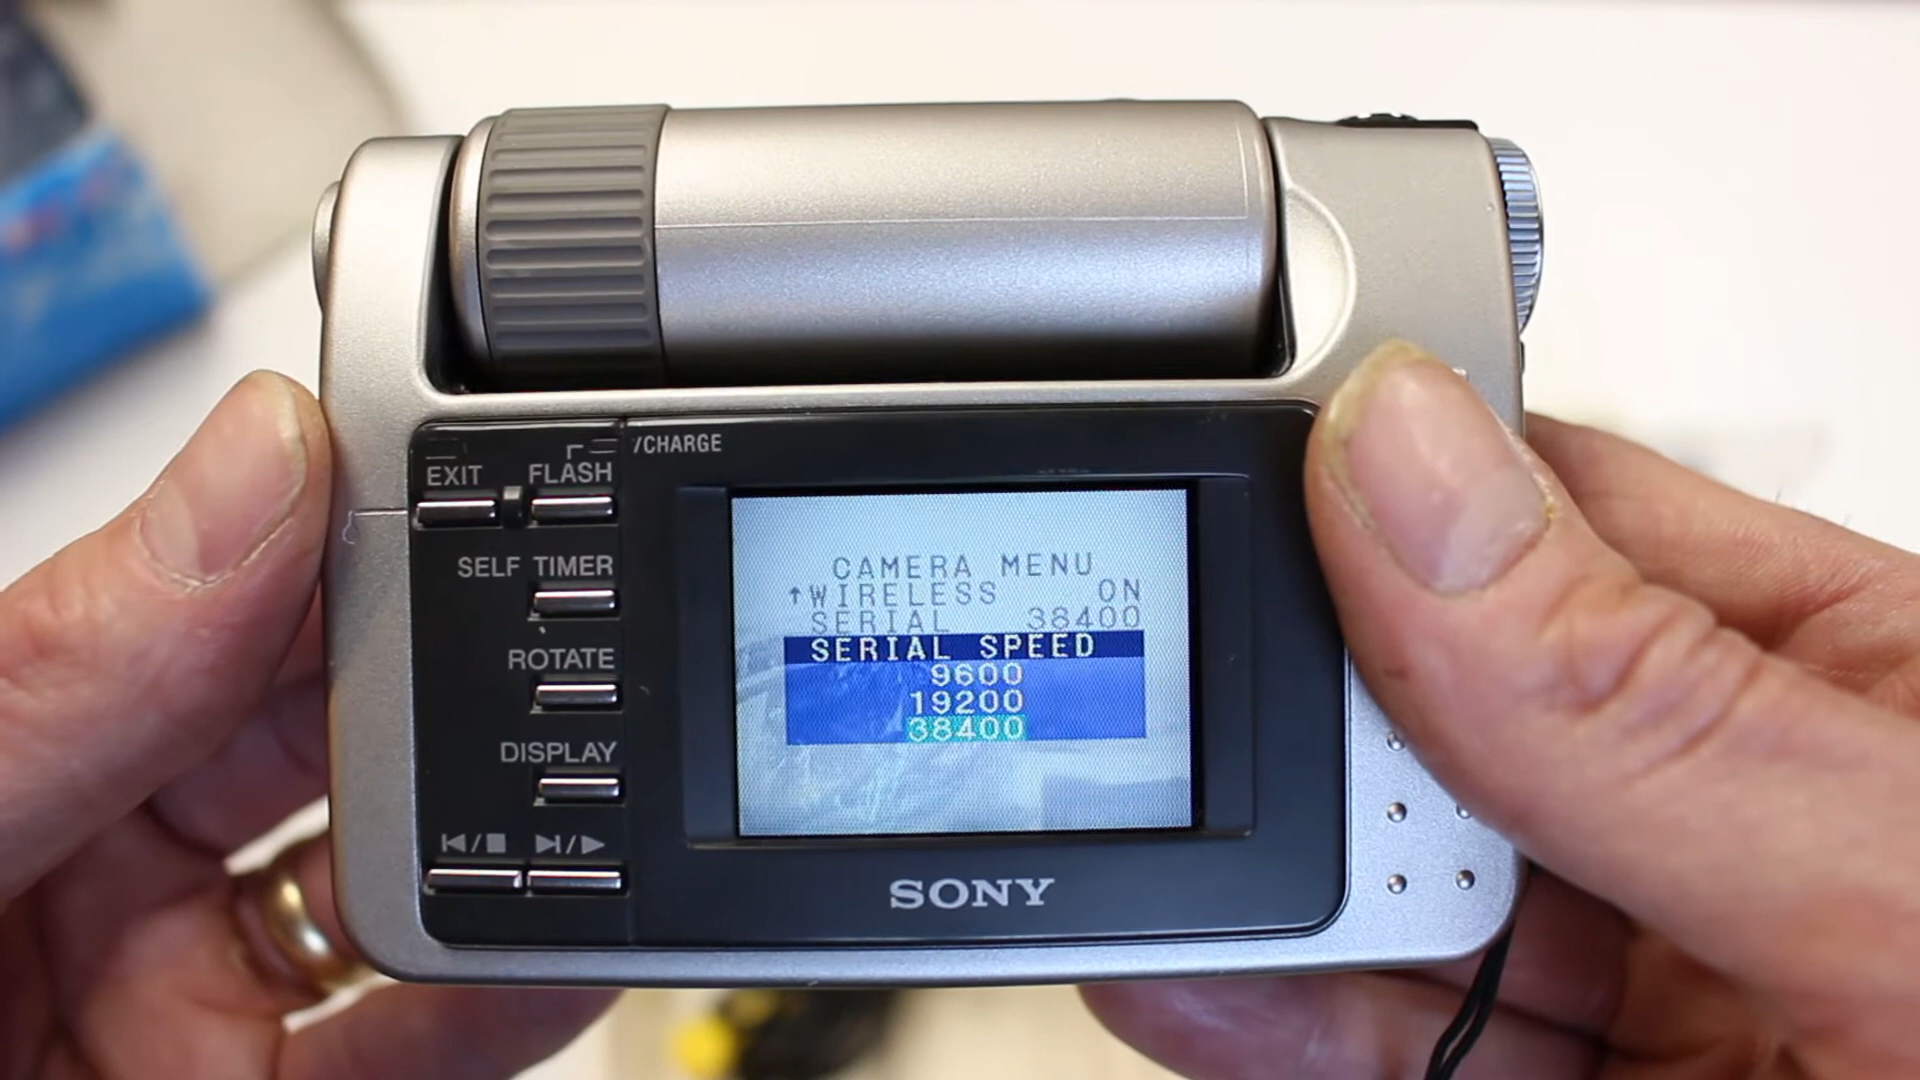 /CHARGE
EXIT FLASH
SELF TIMER
ROTATE
DISPLAY
CAMERA MENU
↑WIRELESS ON
SERIAL 38400
SERIAL SPEED
9600
19200
38400
SONY